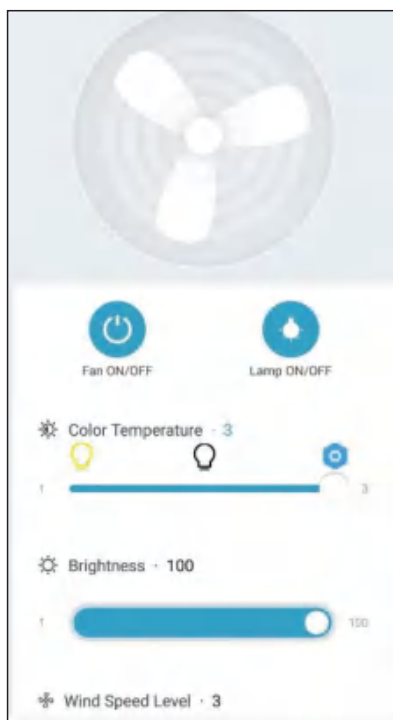 Fan ON/OFF
Lamp ON/OFF
Color Temperature · 3
1 3
Brightness · 100
1 100
Wind Speed Level · 3